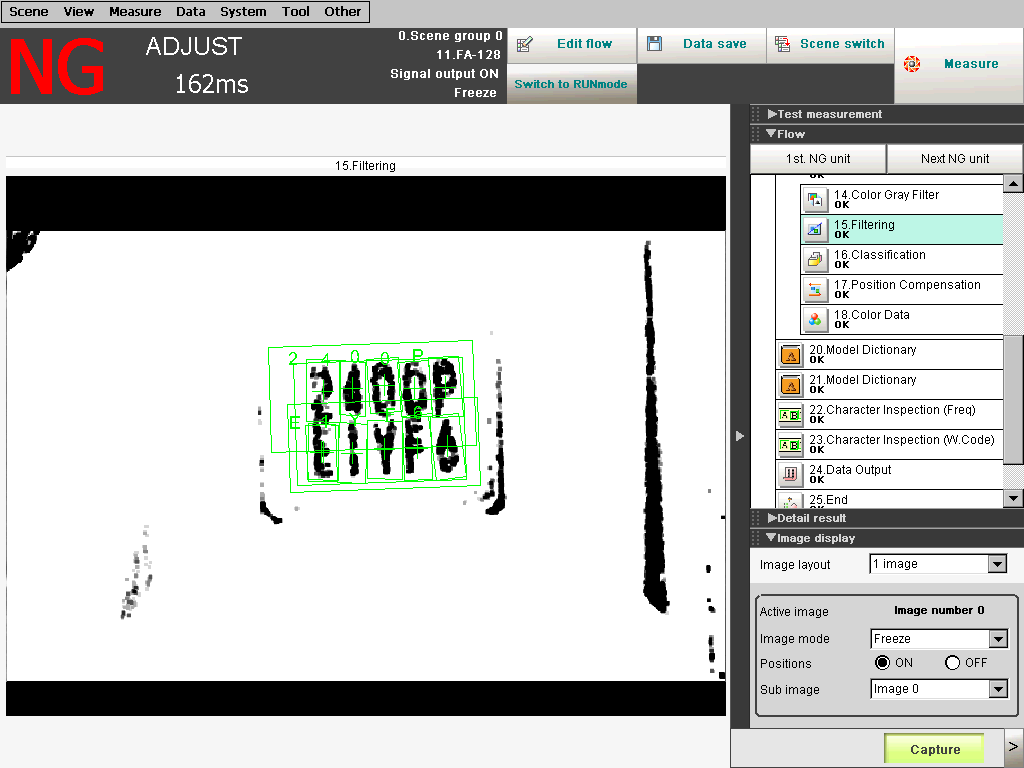 Scene View Measure Data System Tool Other
NG
ADJUST
162ms
0.Scene group 0
11.FA-128
Signal output ON
Freeze
Edit flow
Data save
Scene switch
Switch to RUNmode
Measure
15.Filtering
2 4 0 0 P
240 P
E 1 Y F 6
E1YF
▶Test measurement
▼Flow
1st. NG unit
Next NG unit
OK
14.Color Gray Filter
OK
15.Filtering
OK
16.Classification
OK
17.Position Compensation
OK
18.Color Data
OK
20.Model Dictionary
OK
21.Model Dictionary
OK
22.Character Inspection (Freq)
OK
23.Character Inspection (W.Code)
OK
24.Data Output
OK
25.End
▶Detail result
▼Image display
Image layout 1 image
Active image Image number 0
Image mode Freeze
Positions ON OFF
Sub image Image 0
Capture >